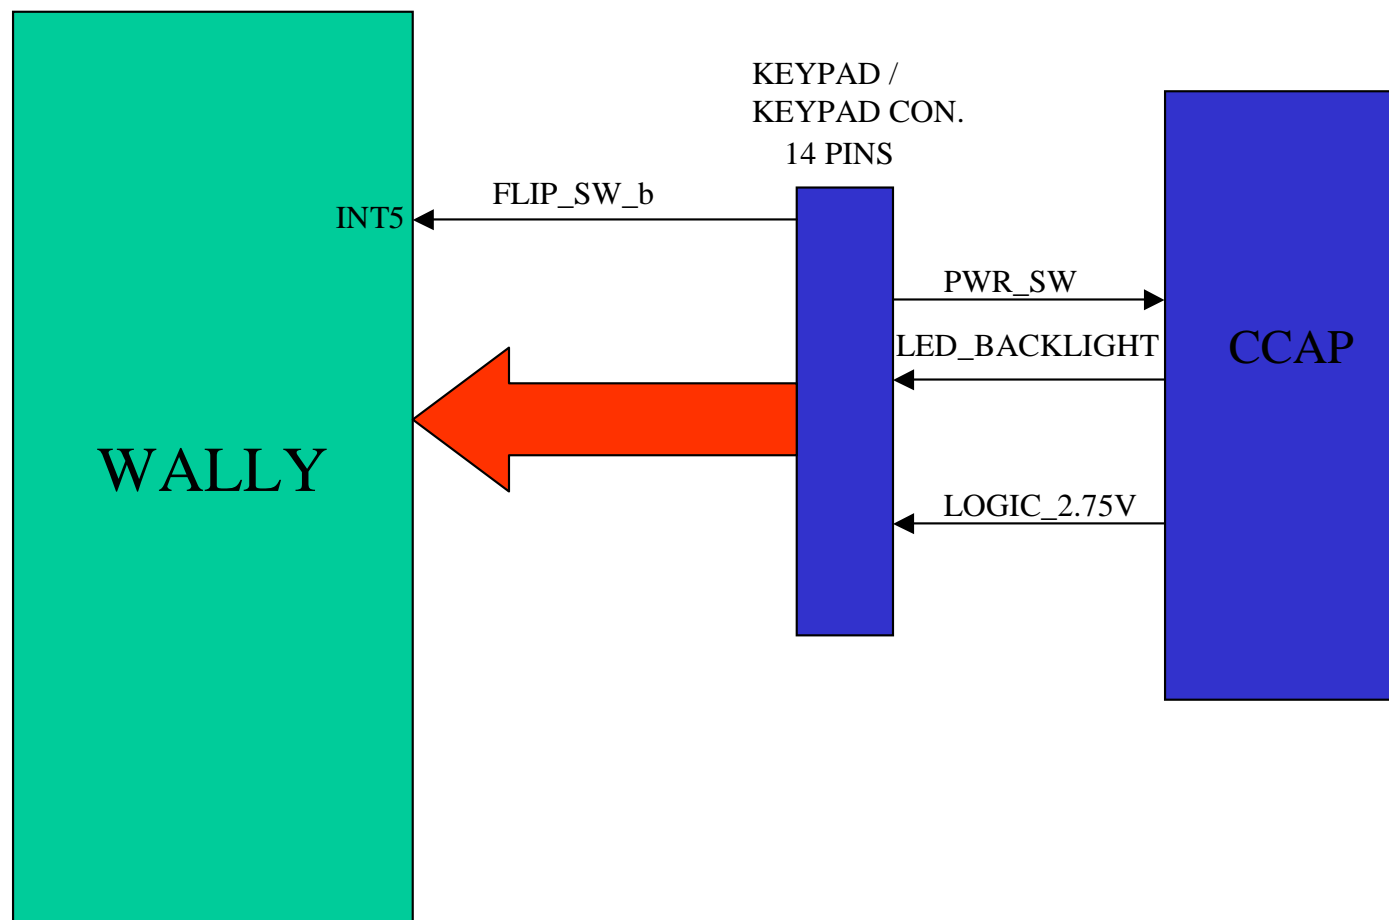 KEYPAD /
KEYPAD CON.
14 PINS
FLIP_SW_b
INT5
PWR_SW
LED_BACKLIGHT
CCAP
WALLY
LOGIC_2.75V